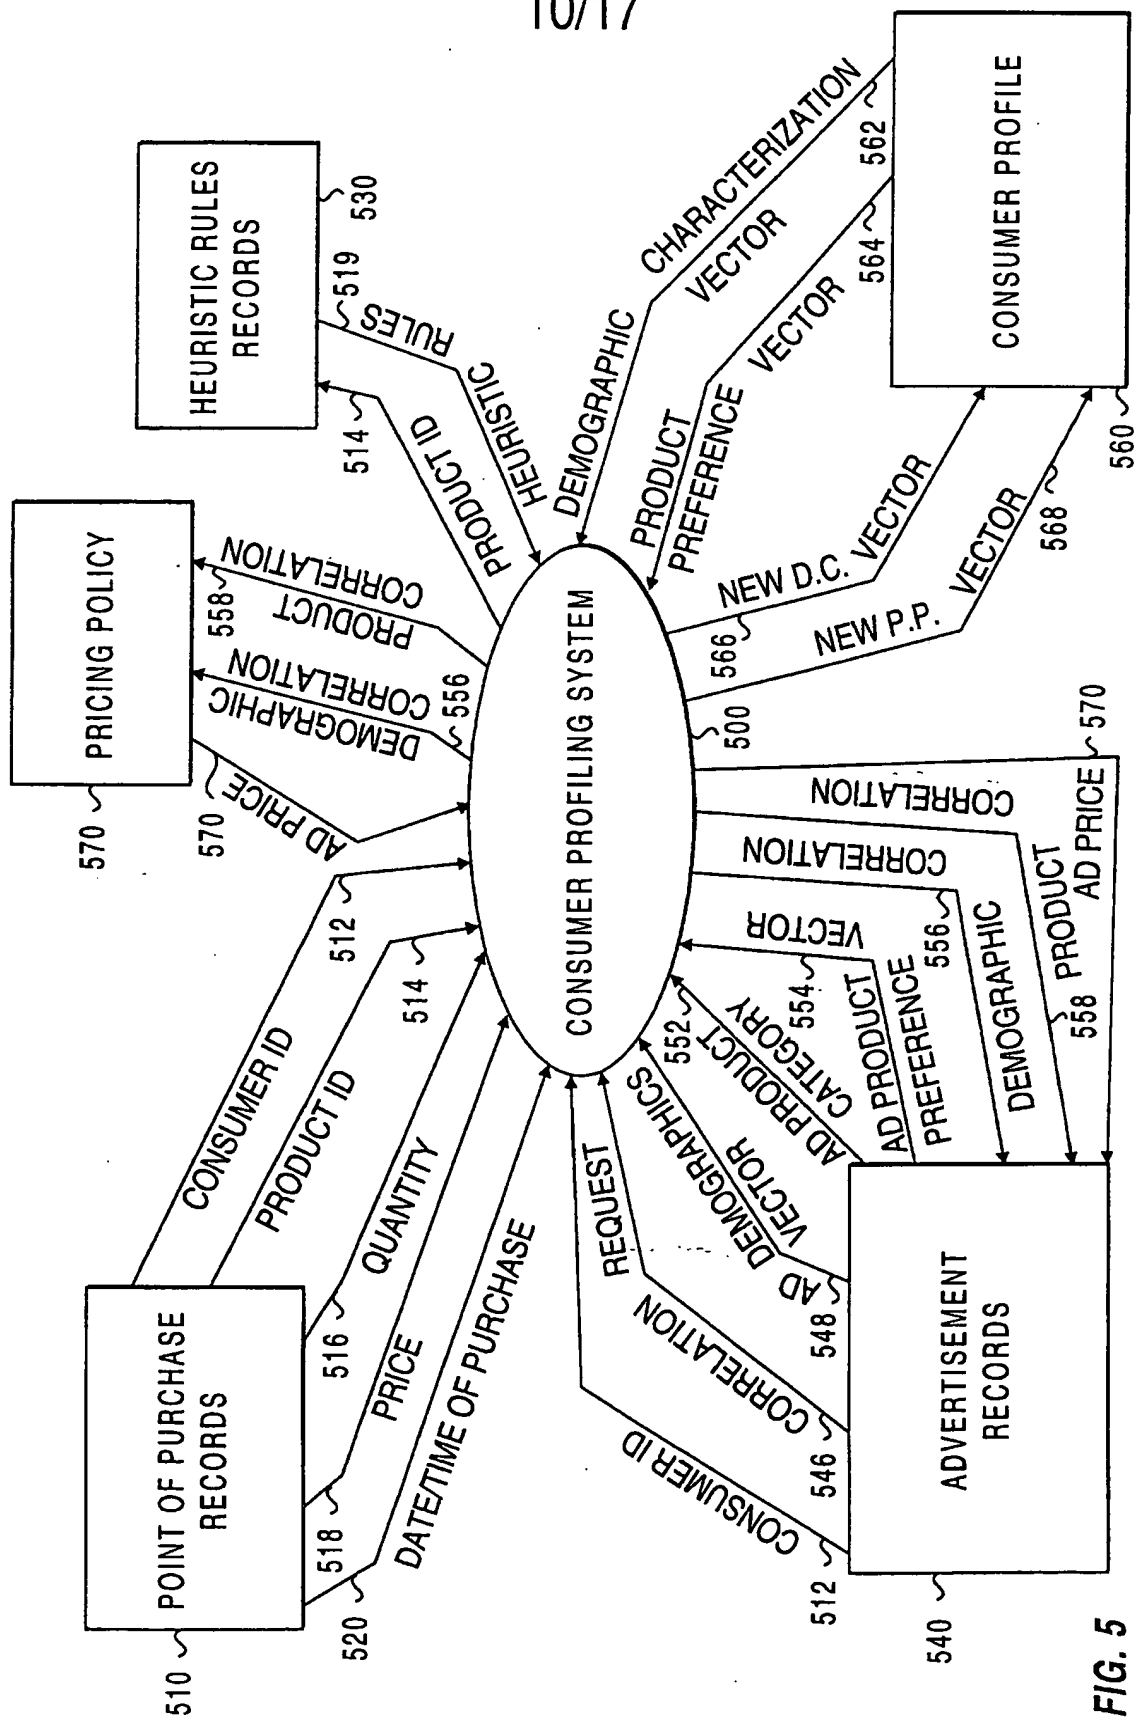 10/17
POINT OF PURCHASE
RECORDS
510
CONSUMER ID
512
PRODUCT ID
514
QUANTITY
516
PRICE
518
DATE/TIME OF PURCHASE
520
PRICING POLICY
570
AD PRICE
570
DEMOGRAPHIC
CORRELATION
556
PRODUCT
CORRELATION
558
HEURISTIC RULES
RECORDS
530
PRODUCT ID
514
HEURISTIC
RULES
519
CONSUMER PROFILING SYSTEM
500
ADVERTISEMENT
RECORDS
540
CONSUMER ID
512
CORRELATION
REQUEST
546
AD DEMOGRAPHICS
VECTOR
548
AD PRODUCT
CATEGORY
552
AD PRODUCT
PREFERENCE
VECTOR
554
DEMOGRAPHIC
CORRELATION
556
PRODUCT
CORRELATION
558
AD PRICE
570
CONSUMER PROFILE
560
DEMOGRAPHIC
CHARACTERIZATION
VECTOR
562
PRODUCT
PREFERENCE
VECTOR
564
NEW D.C. VECTOR
566
NEW P.P. VECTOR
568
FIG. 5